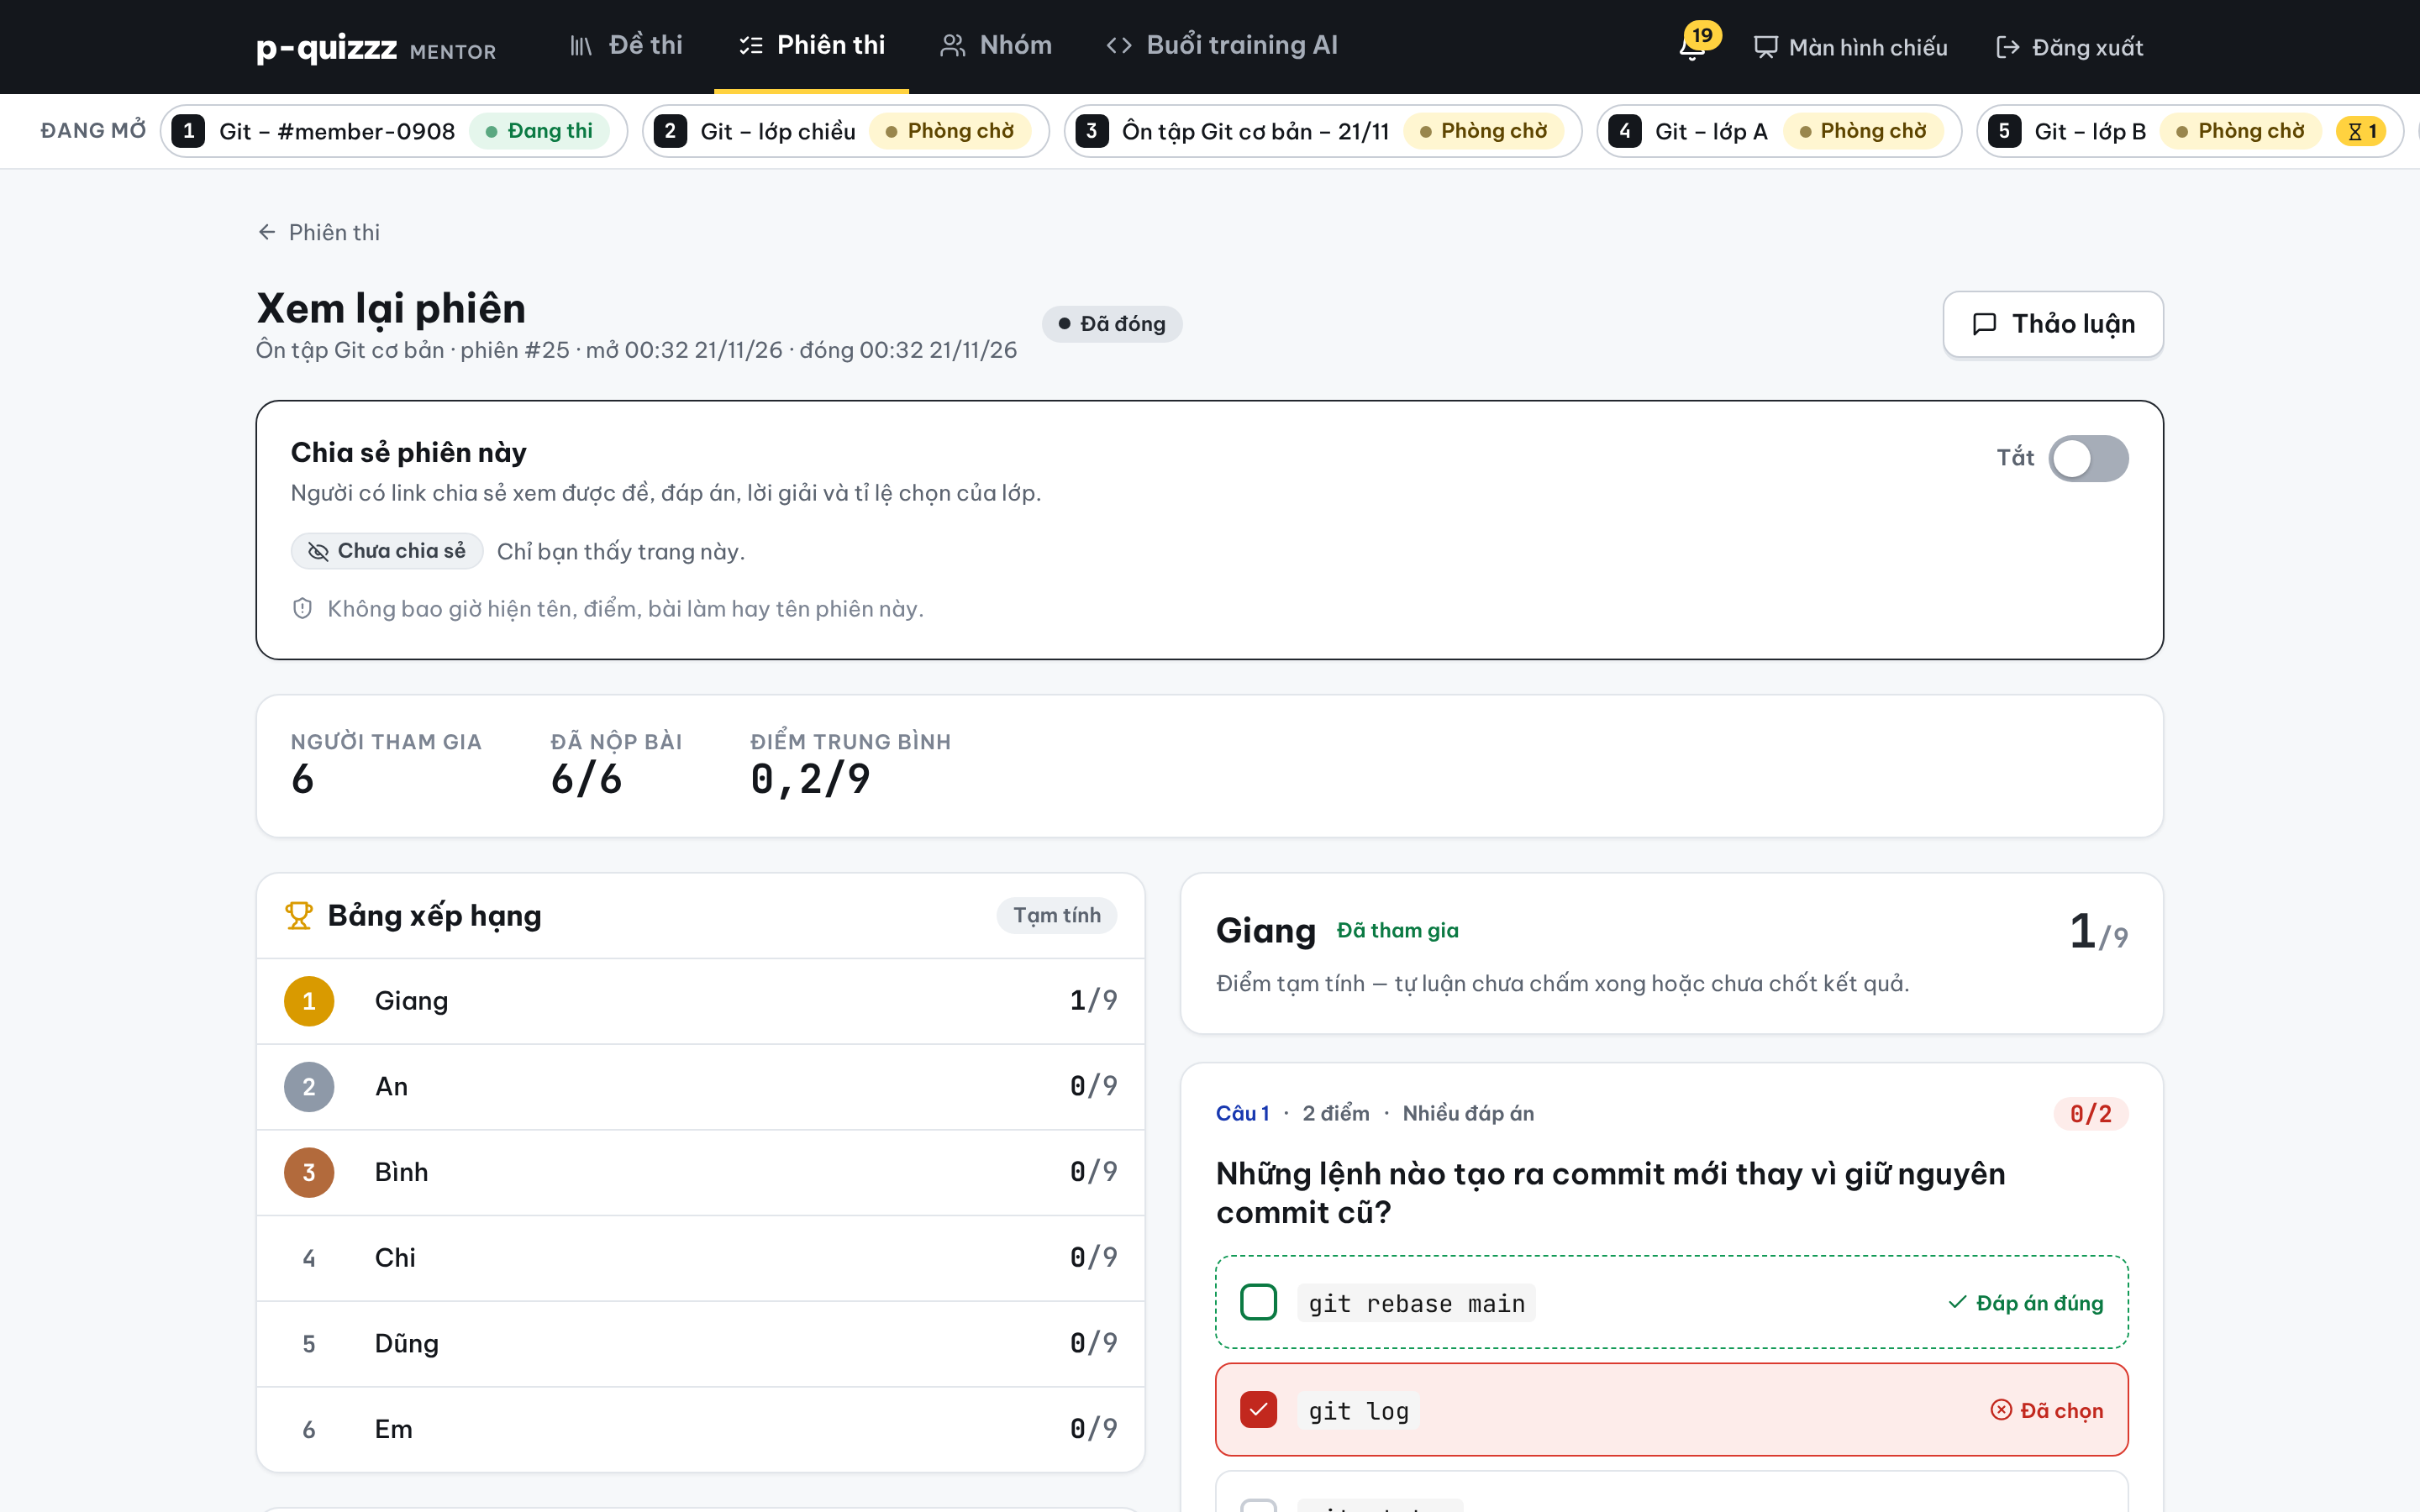 p-quizzz MENTOR
Đề thi
Phiên thi
Nhóm
Buổi training AI
19
Màn hình chiếu
Đăng xuất
ĐANG MỞ
1 Git – #member-0908 Đang thi
2 Git – lớp chiều Phòng chờ
3 Ôn tập Git cơ bản – 21/11 Phòng chờ
4 Git – lớp A Phòng chờ
5 Git – lớp B Phòng chờ 1
Phiên thi
Xem lại phiên
Ôn tập Git cơ bản · phiên #25 · mở 00:32 21/11/26 · đóng 00:32 21/11/26
Đã đóng
Thảo luận
Chia sẻ phiên này
Tắt
Người có link chia sẻ xem được đề, đáp án, lời giải và tỉ lệ chọn của lớp.
Chưa chia sẻ Chỉ bạn thấy trang này.
Không bao giờ hiện tên, điểm, bài làm hay tên phiên này.
NGƯỜI THAM GIA
6
ĐÃ NỘP BÀI
6/6
ĐIỂM TRUNG BÌNH
0,2/9
Bảng xếp hạng
Tạm tính
1 Giang 1/9
2 An 0/9
3 Bình 0/9
4 Chi 0/9
5 Dũng 0/9
6 Em 0/9
Giang Đã tham gia 1/9
Điểm tạm tính — tự luận chưa chấm xong hoặc chưa chốt kết quả.
Câu 1 · 2 điểm · Nhiều đáp án 0/2
Những lệnh nào tạo ra commit mới thay vì giữ nguyên
commit cũ?
git rebase main Đáp án đúng
git log Đã chọn